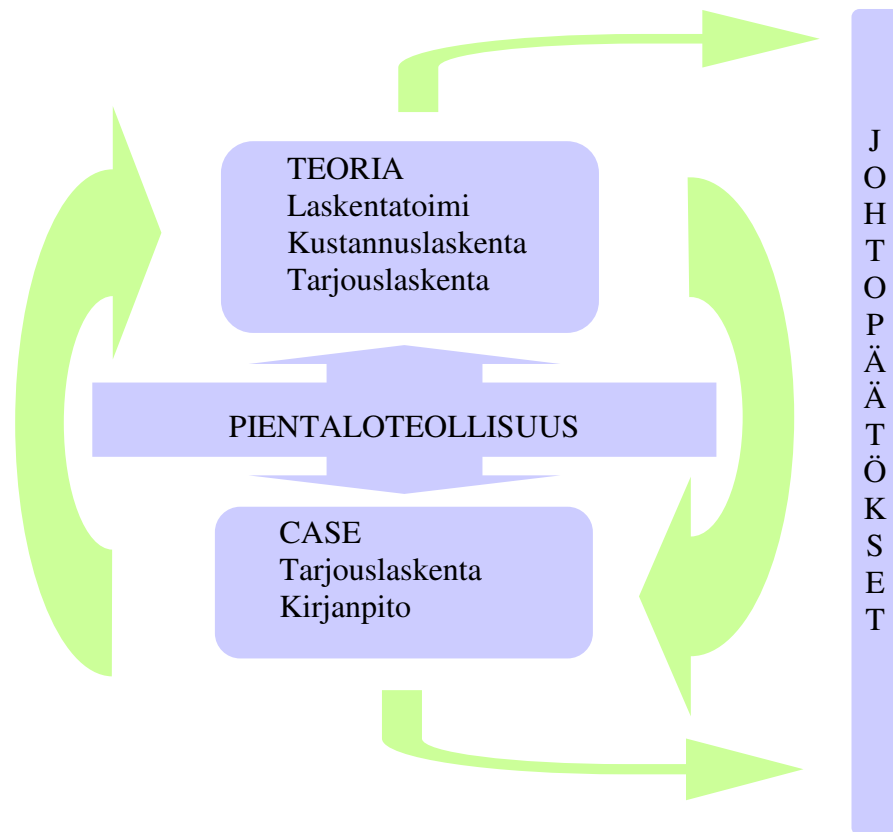 TEORIA
Laskentatoimi
Kustannuslaskenta
Tarjouslaskenta
PIENTALOTEOLLISUUS
CASE
Tarjouslaskenta
Kirjanpito
J
O
H
T
O
P
Ä
Ä
T
Ö
K
S
E
T